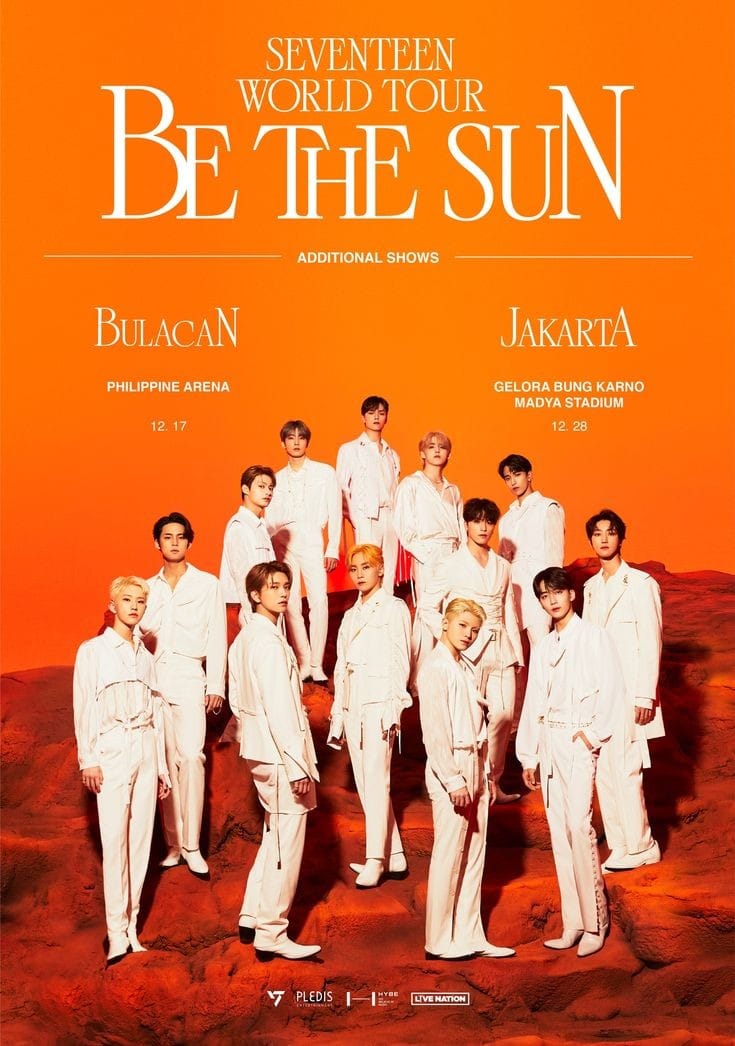 SEVENTEEN
WORLD TOUR
BE THE SUN
ADDITIONAL SHOWS
BULACAN
PHILIPPINE ARENA
12. 17
JAKARTA
GELORA BUNG KARNO
MADYA STADIUM
12. 28
PLEDIS
ENTERTAINMENT
HYBE
LIVE NATION